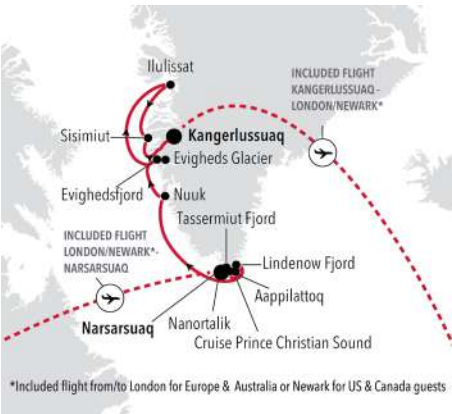 Ilulissat
INCLUDED FLIGHT
KANGERLUSSUAQ -
LONDON/NEWARK*
Sisimiut
Kangerlussuaq
Evigheds Glacier
Evighedsfjord
Nuuk
Tassermiut Fjord
INCLUDED FLIGHT
LONDON/NEWARK*-
NARSARSUAQ
Lindenow Fjord
Aappilattoq
Narsarsuaq
Nanortalik
Cruise Prince Christian Sound
*Included flight from/to London for Europe & Australia or Newark for US & Canada guests